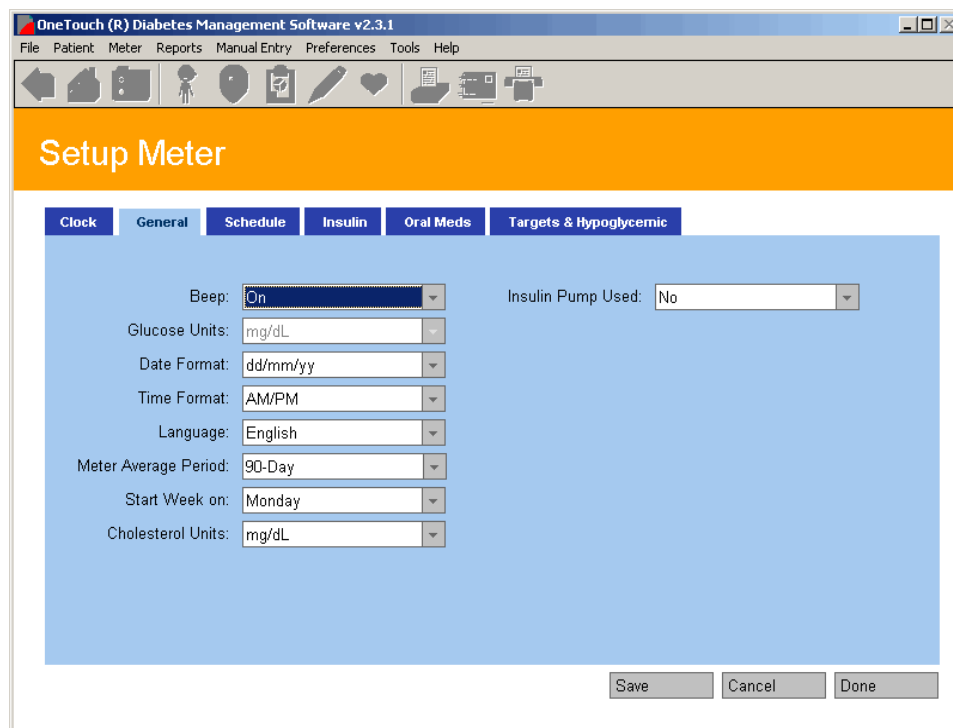 OneTouch (R) Diabetes Management Software v2.3.1
File Patient Meter Reports Manual Entry Preferences Tools Help
Setup Meter
Clock General Schedule Insulin Oral Meds Targets & Hypoglycemic
Beep: On Insulin Pump Used: No
Glucose Units: mg/dL
Date Format: dd/mm/yy
Time Format: AM/PM
Language: English
Meter Average Period: 90-Day
Start Week on: Monday
Cholesterol Units: mg/dL
Save Cancel Done